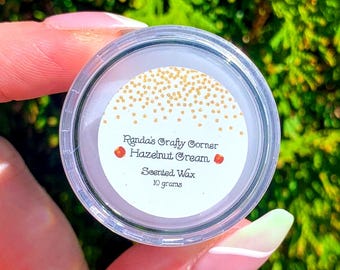 Randa's Crafty Corner
Hazelnut Cream
Scented Wax
10 grams